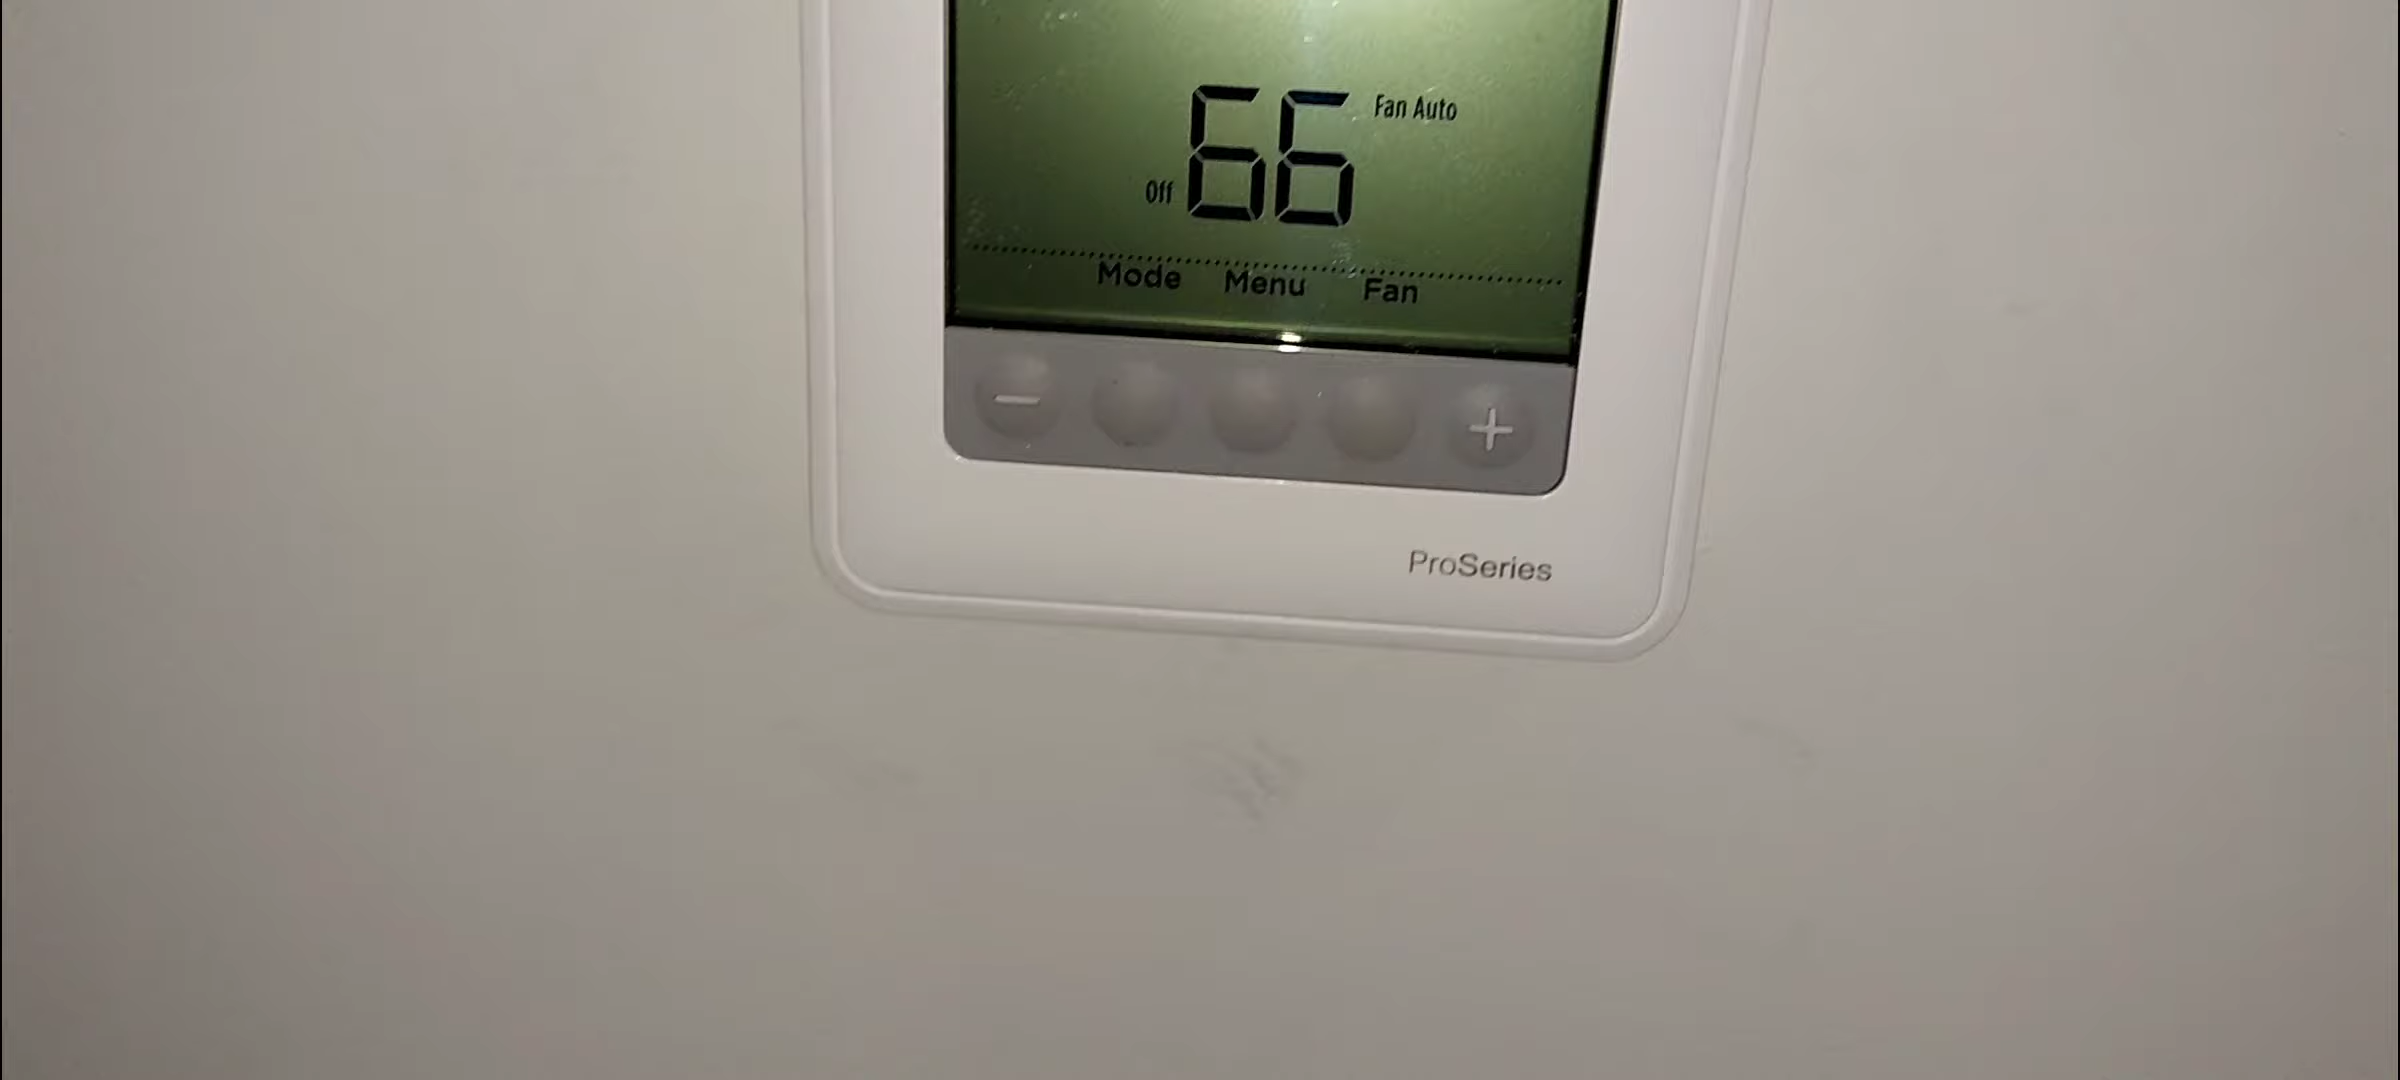 66 Fan Auto
Off
Mode Menu Fan
− +
ProSeries